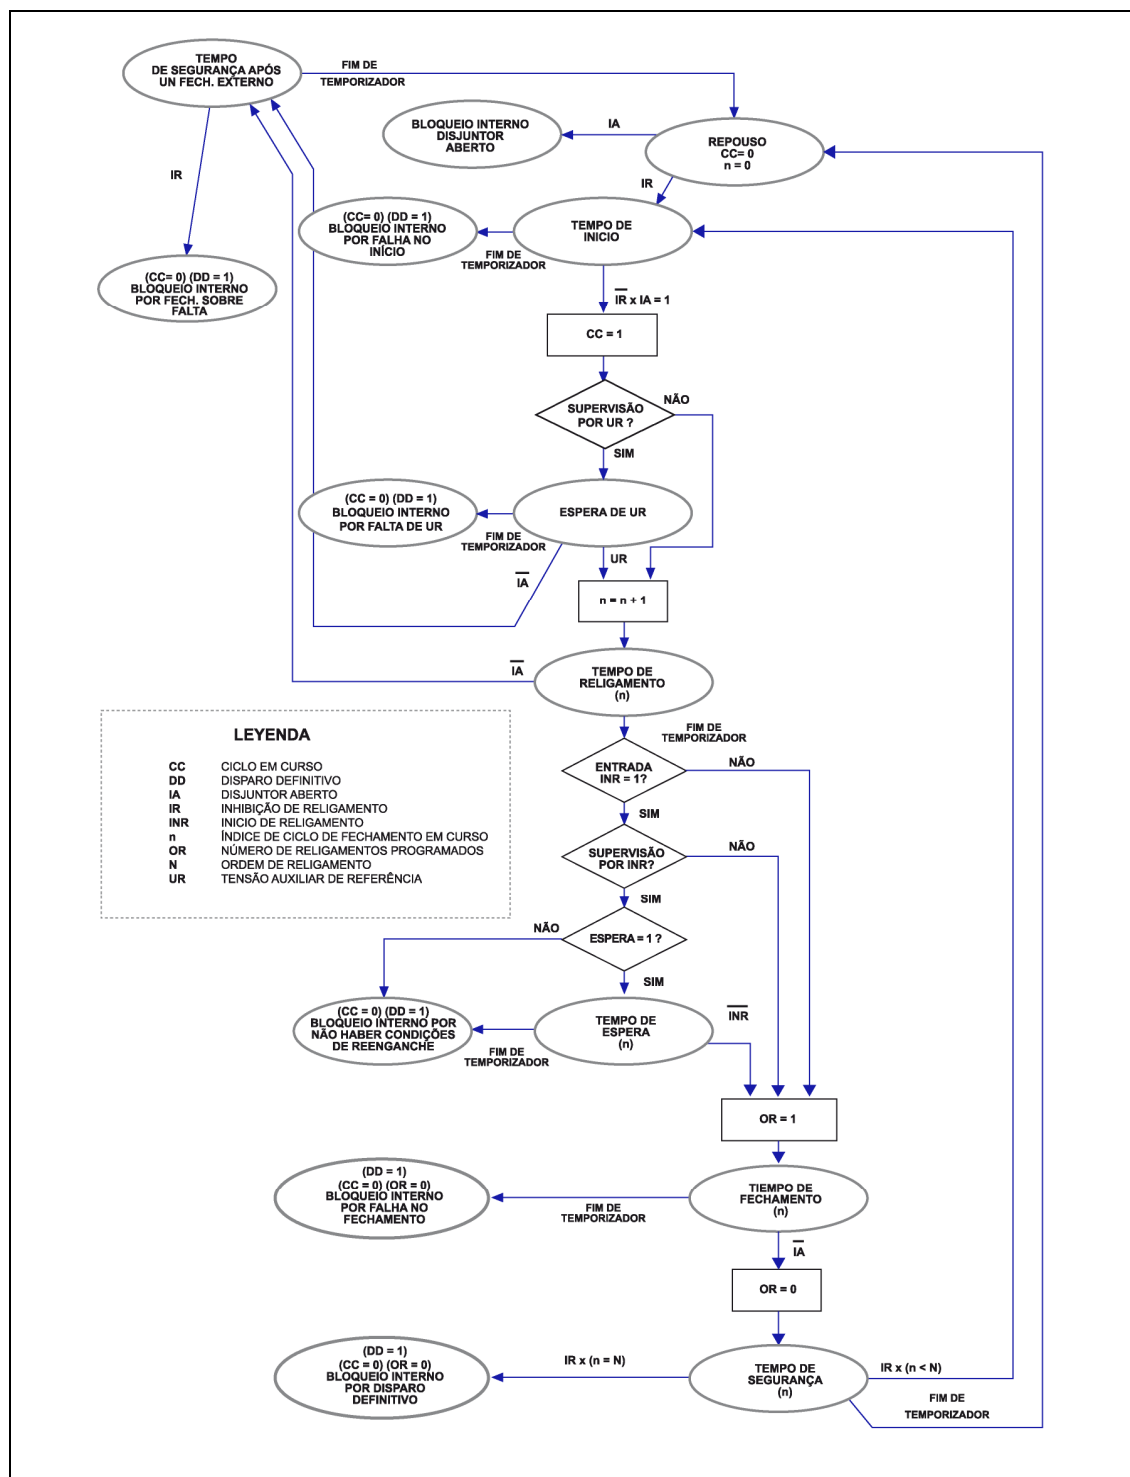 TEMPO
DE SEGURANÇA APÓS
UN FECH. EXTERNO
FIM DE
TEMPORIZADOR
BLOQUEIO INTERNO
DISJUNTOR
ABERTO
IA
REPOUSO
CC= 0
n = 0
IR
IR
(CC= 0) (DD = 1)
BLOQUEIO INTERNO
POR FALHA NO
INÍCIO
TEMPO DE
INICIO
FIM DE
TEMPORIZADOR
(CC= 0) (DD = 1)
BLOQUEIO INTERNO
POR FECH. SOBRE
FALTA
I̅R̅ x IA = 1
CC = 1
SUPERVISÃO
POR UR ?
NÃO
SIM
(CC = 0) (DD = 1)
BLOQUEIO INTERNO
POR FALTA DE UR
ESPERA DE UR
FIM DE
TEMPORIZADOR
UR
I̅A̅
n = n + 1
I̅A̅
TEMPO DE
RELIGAMENTO
(n)
FIM DE
TEMPORIZADOR
LEYENDA
CC CICLO EM CURSO
DD DISPARO DEFINITIVO
IA DISJUNTOR ABERTO
IR INHIBIÇÃO DE RELIGAMENTO
INR INICIO DE RELIGAMENTO
n ÍNDICE DE CICLO DE FECHAMENTO EM CURSO
OR NÚMERO DE RELIGAMENTOS PROGRAMADOS
N ORDEM DE RELIGAMENTO
UR TENSÃO AUXILIAR DE REFERÊNCIA
ENTRADA
INR = 1?
NÃO
SIM
SUPERVISÃO
POR INR?
NÃO
SIM
NÃO
ESPERA = 1 ?
SIM
(CC = 0) (DD = 1)
BLOQUEIO INTERNO POR
NÃO HABER CONDIÇÕES
DE REENGANCHE
TEMPO DE
ESPERA
(n)
I̅N̅R̅
FIM DE
TEMPORIZADOR
OR = 1
(DD = 1)
(CC = 0) (OR = 0)
BLOQUEIO INTERNO
POR FALHA NO
FECHAMENTO
TIEMPO DE
FECHAMENTO
(n)
FIM DE
TEMPORIZADOR
I̅A̅
OR = 0
(DD = 1)
(CC = 0) (OR = 0)
BLOQUEIO INTERNO
POR DISPARO
DEFINITIVO
IR x (n = N)
TEMPO DE
SEGURANÇA
(n)
IR x (n < N)
FIM DE
TEMPORIZADOR